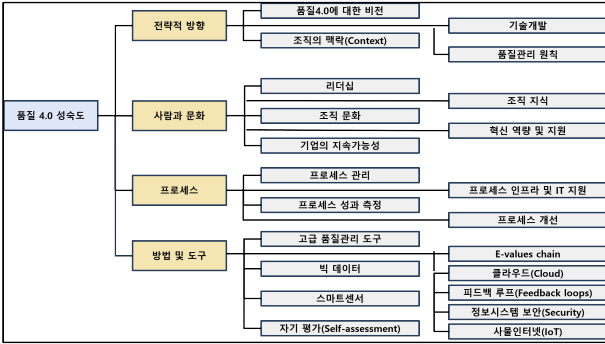 품질 4.0 성숙도
전략적 방향
품질4.0에 대한 비전
조직의 맥락(Context)
기술개발
품질관리 원칙
사람과 문화
리더십
조직 문화
기업의 지속가능성
조직 지식
혁신 역량 및 지원
프로세스
프로세스 관리
프로세스 성과 측정
프로세스 인프라 및 IT 지원
프로세스 개선
방법 및 도구
고급 품질관리 도구
빅 데이터
스마트센서
자기 평가(Self-assessment)
E-values chain
클라우드(Cloud)
피드백 루프(Feedback loops)
정보시스템 보안(Security)
사물인터넷(IoT)